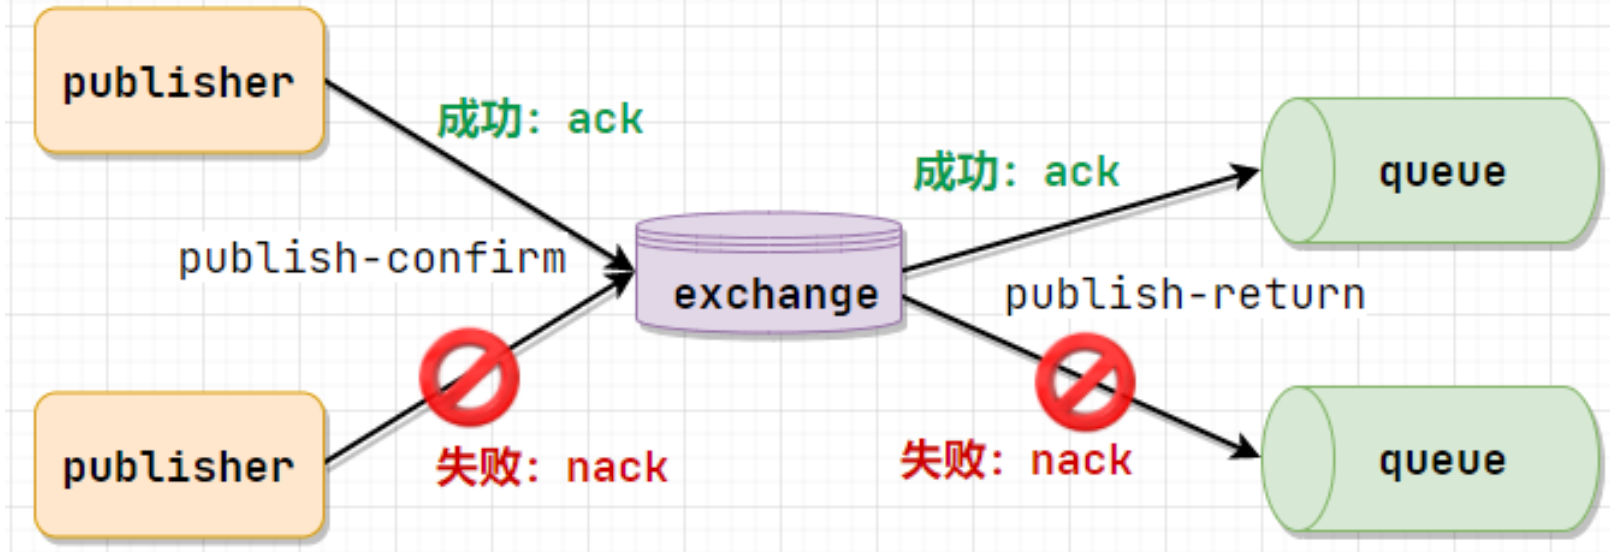 publisher
成功：ack
成功：ack
queue
publish-confirm
exchange
publish-return
publisher
失败：nack
失败：nack
queue